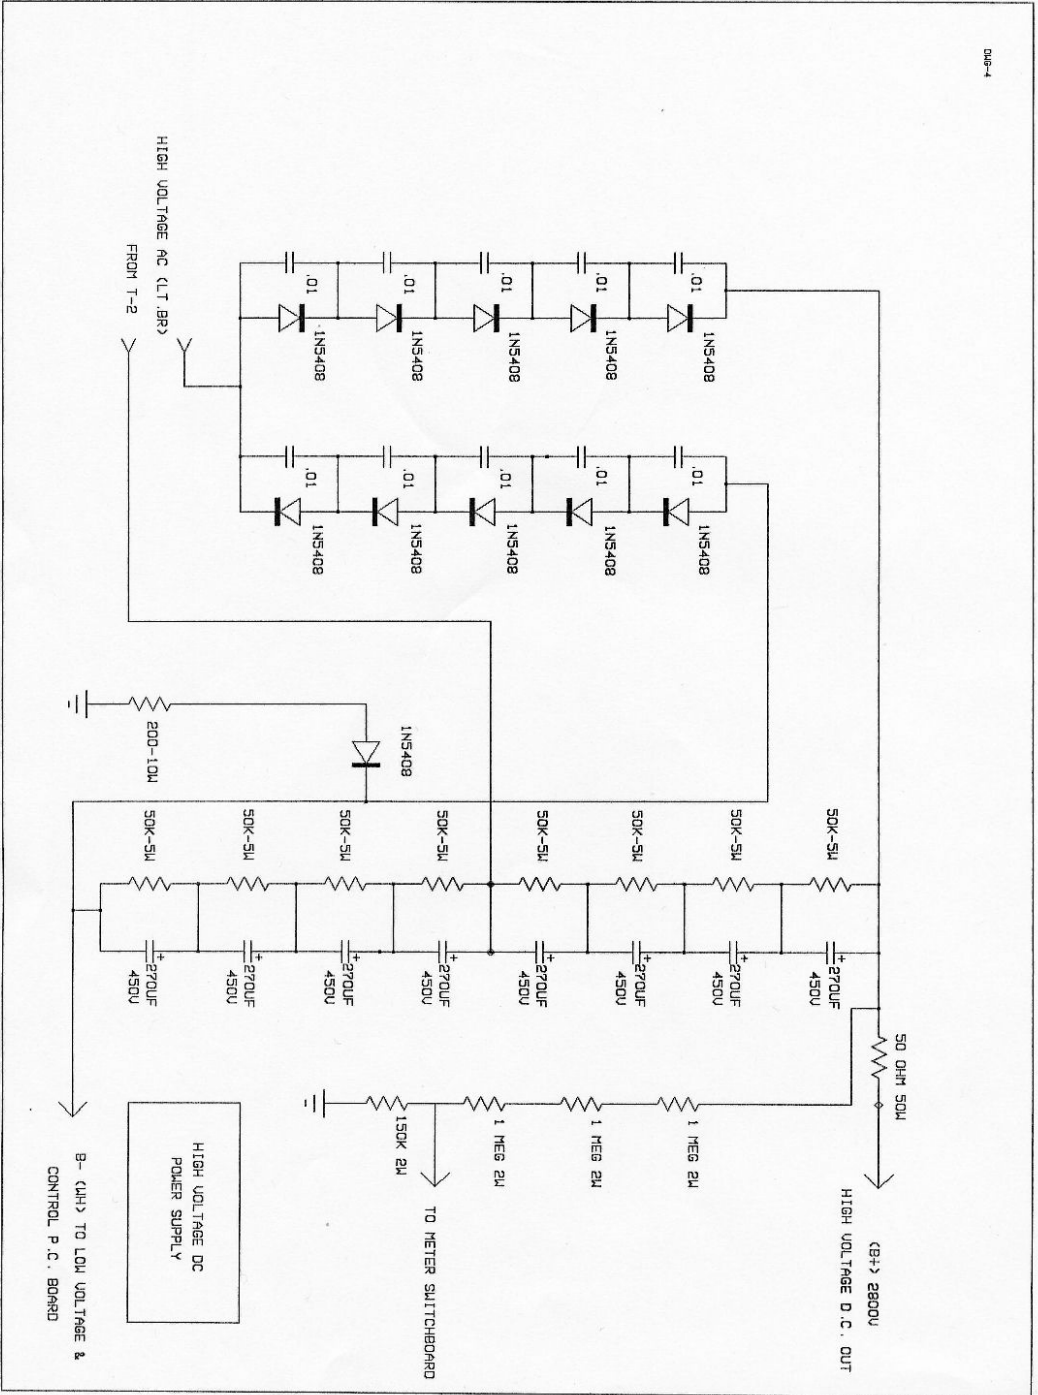 DWG-4
50 OHM 50W
(B+) 2800V
HIGH VOLTAGE D.C. OUT
50K-5W
270UF
450V
50K-5W
270UF
450V
.01
1N5408
.01
1N5408
1 MEG 2W
50K-5W
270UF
450V
.01
1N5408
.01
1N5408
1 MEG 2W
50K-5W
270UF
450V
.01
1N5408
.01
1N5408
1 MEG 2W
50K-5W
270UF
450V
.01
1N5408
.01
1N5408
1N5408
TO METER SWITCHBOARD
150K 2W
50K-5W
270UF
450V
.01
1N5408
.01
1N5408
50K-5W
270UF
450V
50K-5W
270UF
450V
200-10W
HIGH VOLTAGE AC (LT.BR)
FROM T-2
HIGH VOLTAGE DC
POWER SUPPLY
B- (WH) TO LOW VOLTAGE &
CONTROL P.C. BOARD